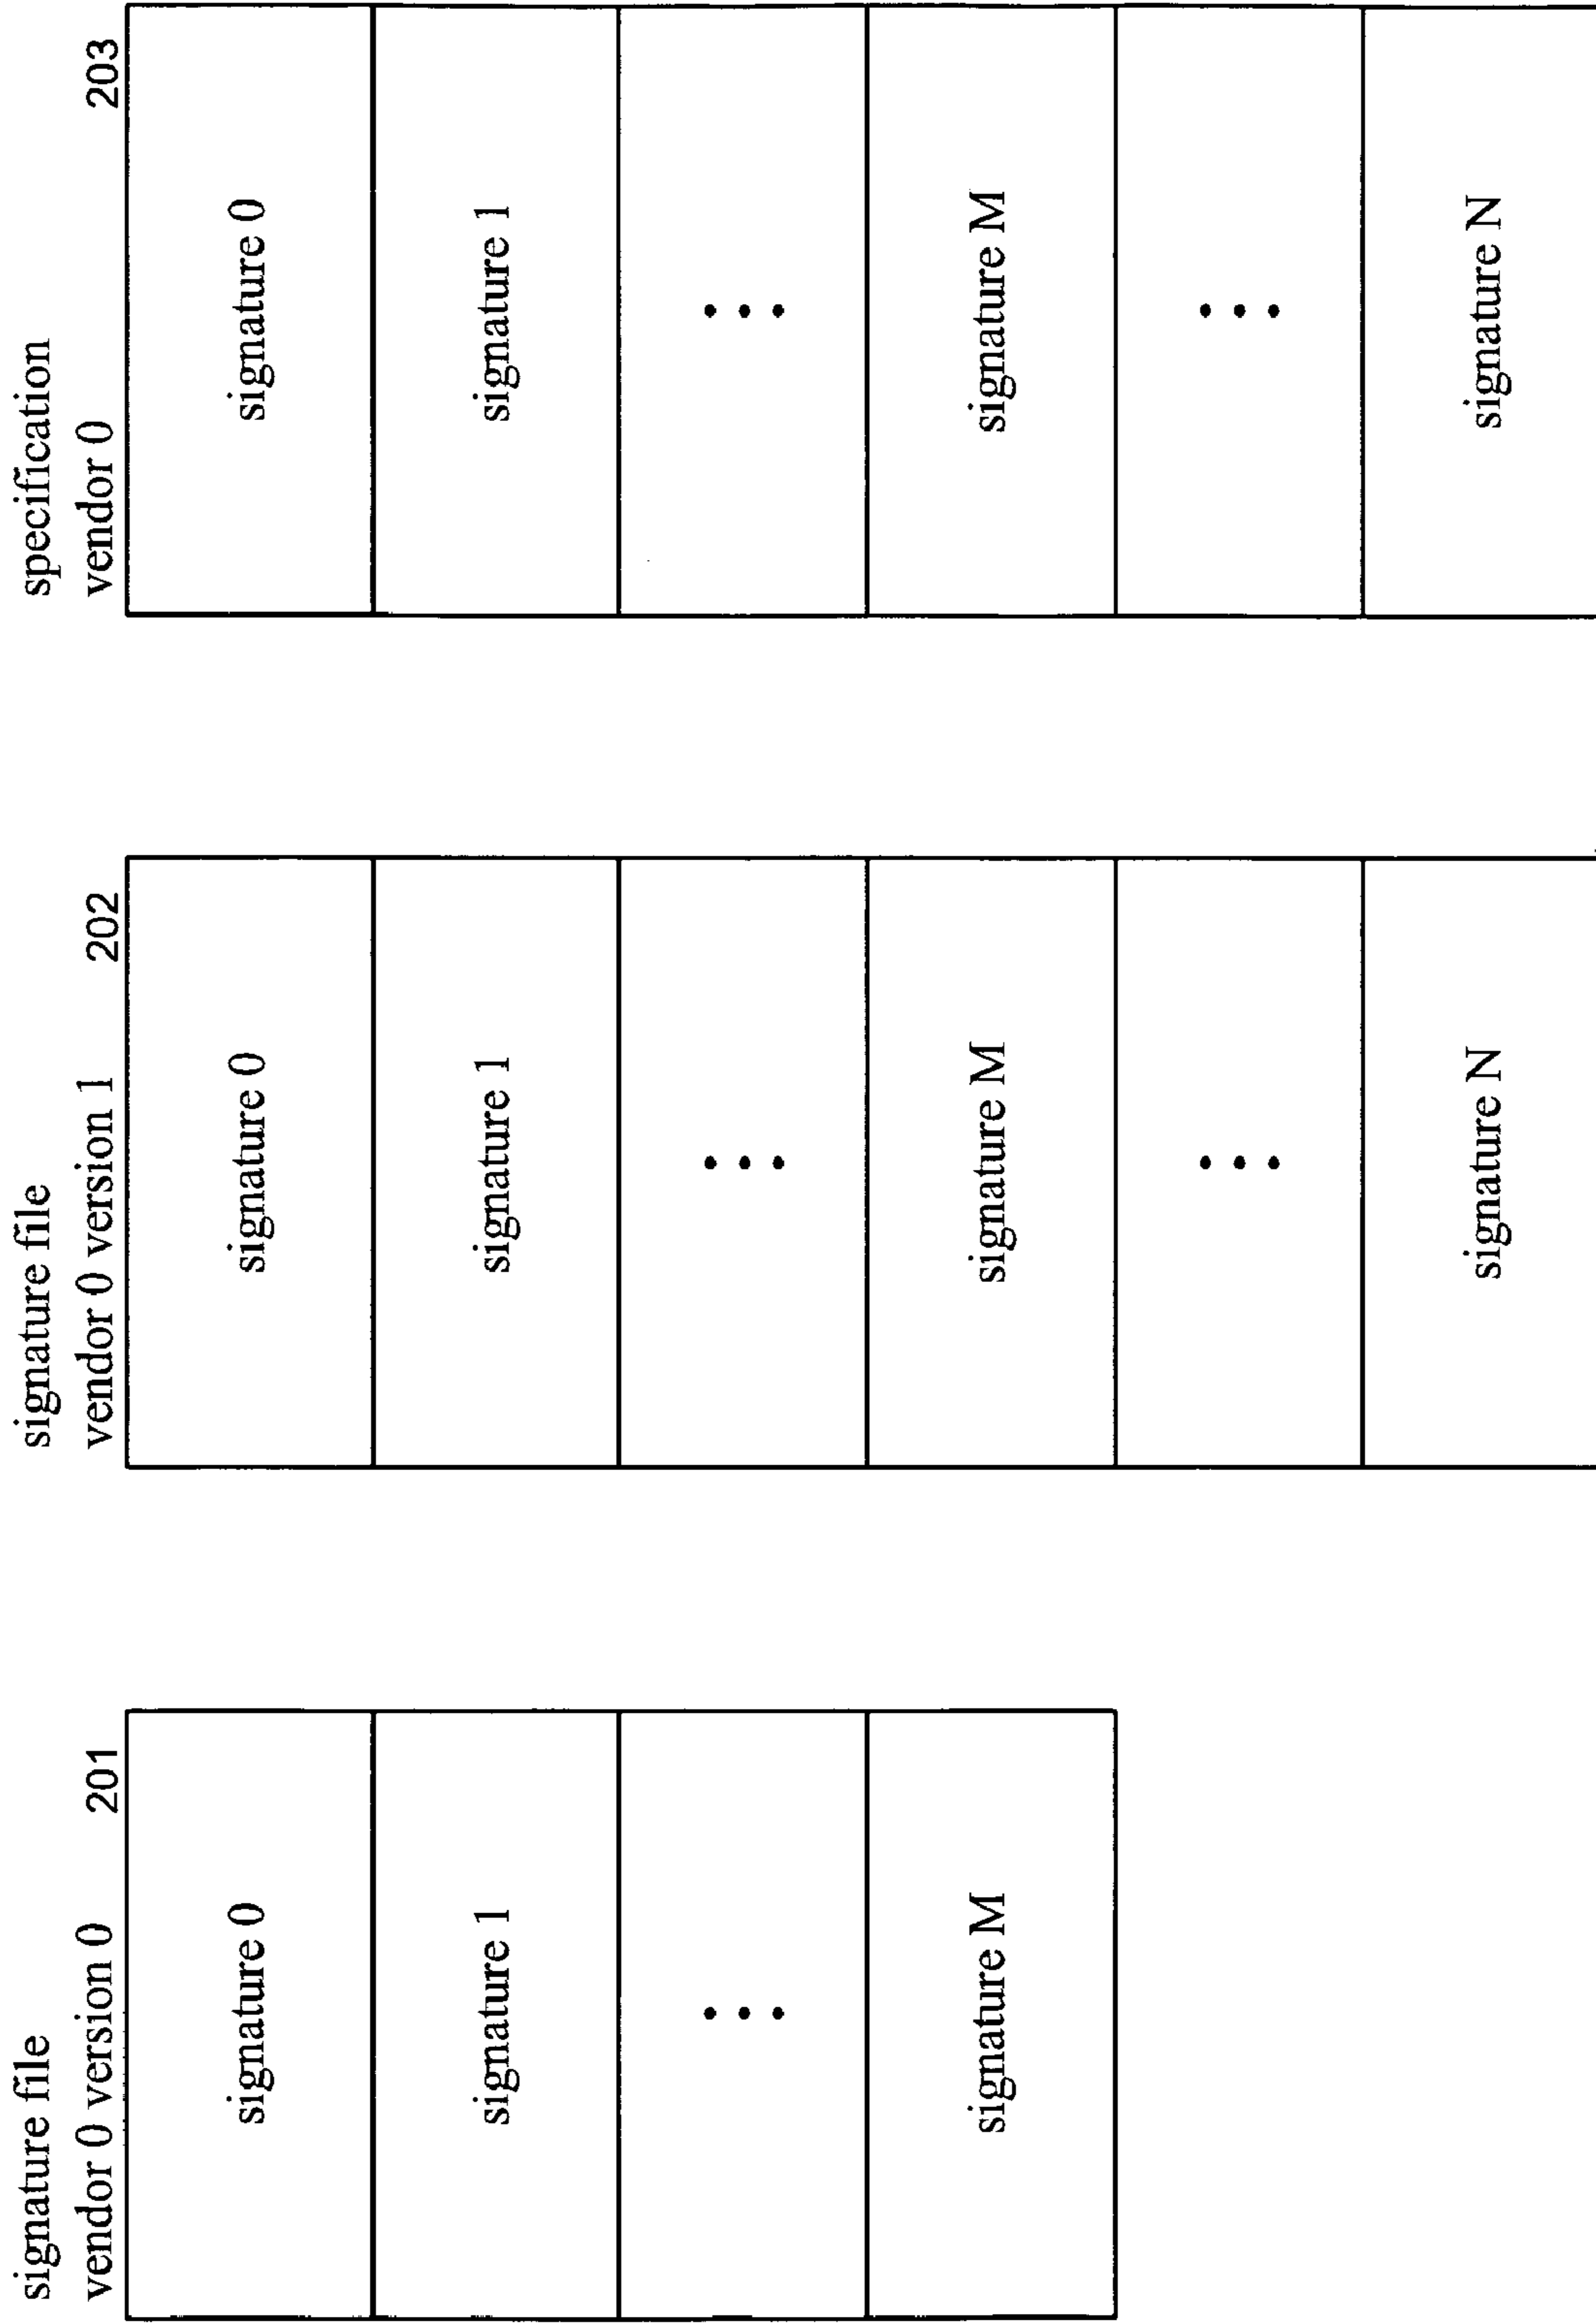 signature file
vendor 0 version 0
201
signature 0
signature 1
signature M
signature file
vendor 0 version 1
202
signature 0
signature 1
signature M
signature N
specification
vendor 0
203
signature 0
signature 1
signature M
signature N